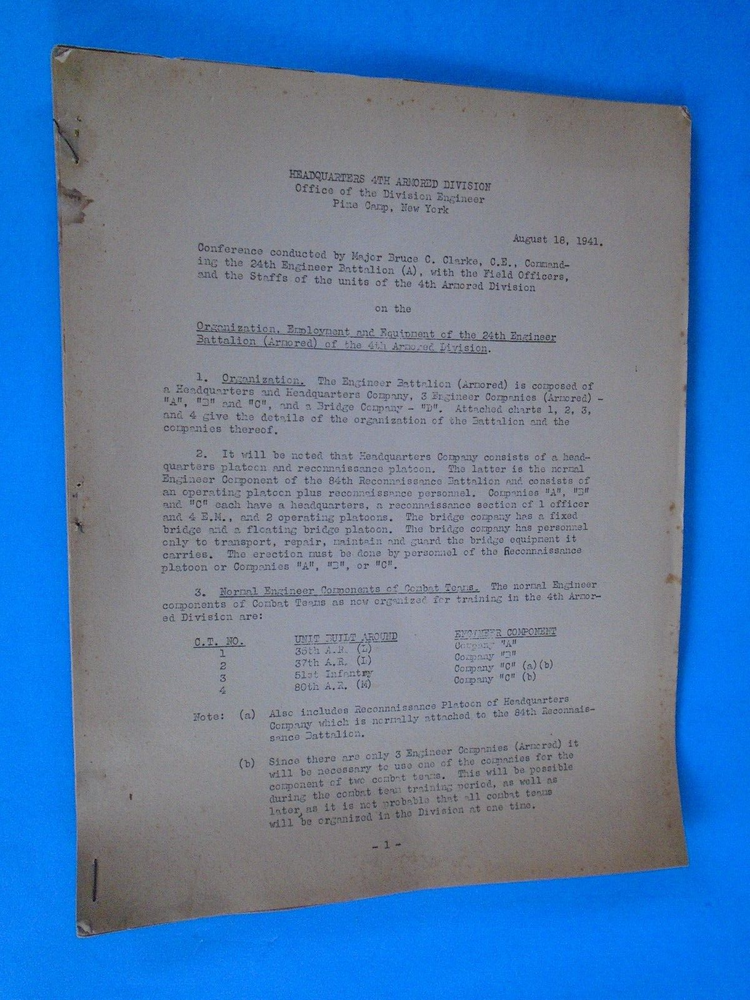 HEADQUARTERS 4TH ARMORED DIVISION
Office of the Division Engineer
Pine Camp, New York
August 18, 1941.
Conference conducted by Major Bruce C. Clarke, C.E., Command-
ing the 24th Engineer Battalion (A), with the Field Officers,
and the Staffs of the units of the 4th Armored Division
on the
Organization, Employment and Equipment of the 24th Engineer
Battalion (Armored) of the 4th Armored Division.
1. Organization. The Engineer Battalion (Armored) is composed of
a Headquarters and Headquarters Company, 3 Engineer Companies (Armored) -
"A", "B" and "C", and a Bridge Company - "D". Attached charts 1, 2, 3,
and 4 give the details of the organization of the Battalion and the
companies thereof.
2. It will be noted that Headquarters Company consists of a head-
quarters platoon and reconnaissance platoon. The latter is the normal
Engineer Component of the 84th Reconnaissance Battalion and consists of
an operating platoon plus reconnaissance personnel. Companies "A", "B"
and "C" each have a headquarters, a reconnaissance section of 1 officer
and 4 E.M., and 2 operating platoons. The bridge company has a fixed
bridge and a floating bridge platoon. The bridge company has personnel
only to transport, repair, maintain and guard the bridge equipment it
carries. The erection must be done by personnel of the Reconnaissance
platoon or Companies "A", "B", or "C".
3. Normal Engineer Components of Combat Teams. The normal Engineer
components of Combat Teams as now organized for training in the 4th Armor-
ed Division are:
C.T. NO. UNIT BUILT AROUND ENGINEER COMPONENT
1 35th A.R. (L) Company "A"
2 37th A.R. (L) Company "B"
3 51st Infantry Company "C" (a)(b)
4 80th A.R. (M) Company "C" (b)
Note: (a) Also includes Reconnaissance Platoon of Headquarters
Company which is normally attached to the 84th Reconnais-
sance Battalion.
(b) Since there are only 3 Engineer Companies (Armored) it
will be necessary to use one of the companies for the
component of two combat teams. This will be possible
during the combat team training period, as well as
later, as it is not probable that all combat teams
will be organized in the Division at one time.
- 1 -